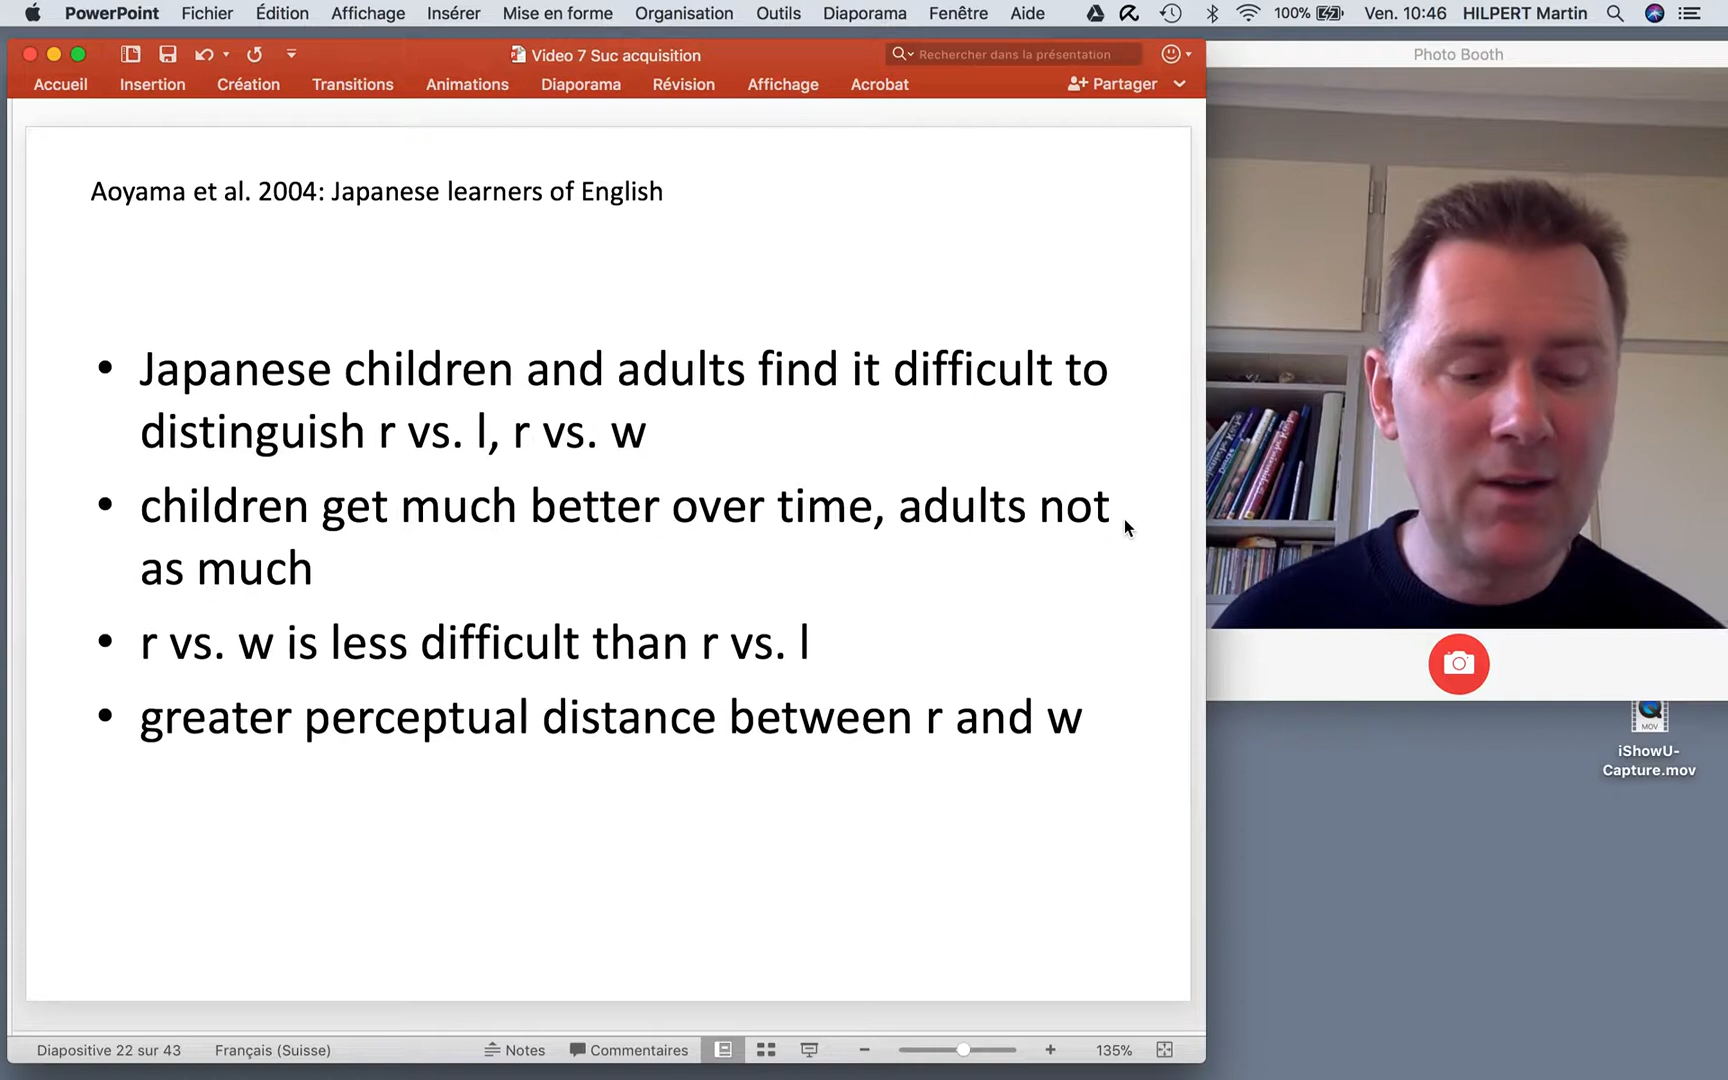 PowerPoint Fichier Édition Affichage Insérer Mise en forme Organisation Outils Diaporama Fenêtre Aide 100% Ven. 10:46 HILPERT Martin
Video 7 Suc acquisition
Rechercher dans la présentation
Photo Booth
Accueil Insertion Création Transitions Animations Diaporama Révision Affichage Acrobat Partager
Aoyama et al. 2004: Japanese learners of English
• Japanese children and adults find it difficult to
distinguish r vs. l, r vs. w
• children get much better over time, adults not
as much
• r vs. w is less difficult than r vs. l
• greater perceptual distance between r and w
MOV
iShowU-
Capture.mov
Diapositive 22 sur 43 Français (Suisse) Notes Commentaires 135%